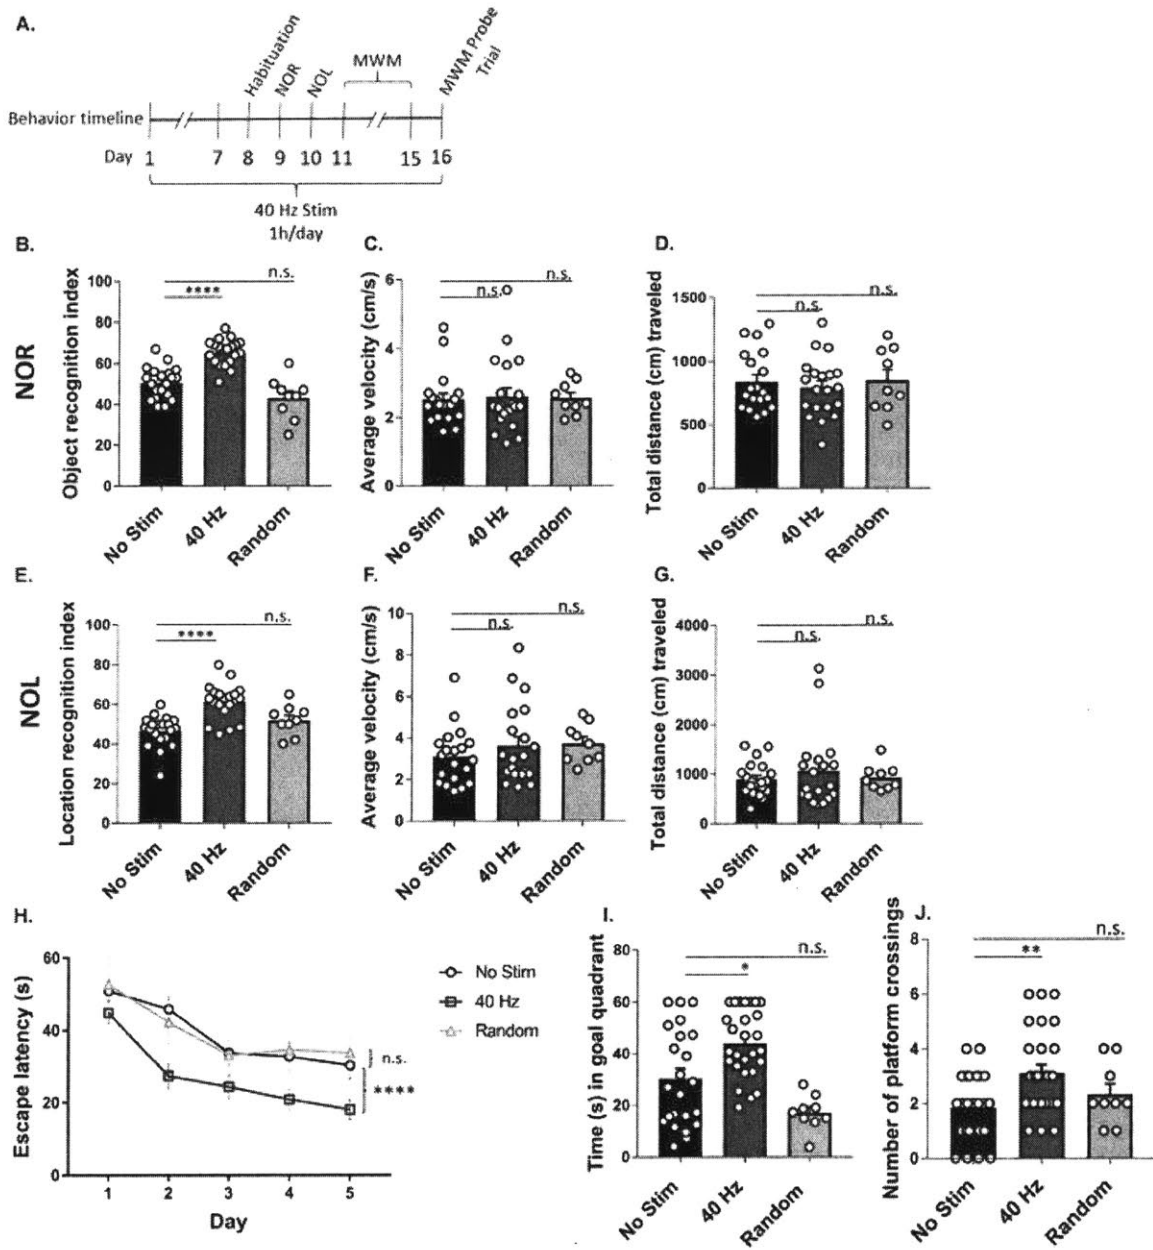 A.
Habituation
NOR
NOL
MWM
MWM Probe
Trial
Behavior timeline
Day 1 7 8 9 10 11 15 16
40 Hz Stim
1h/day
B.
NOR
Object recognition index
100
80
60
40
20
0
n.s.
****
No Stim
40 Hz
Random
C.
Average velocity (cm/s)
6
4
2
0
n.s.
n.s.
No Stim
40 Hz
Random
D.
Total distance (cm) traveled
1500
1000
500
0
n.s.
n.s.
No Stim
40 Hz
Random
E.
NOL
Location recognition index
100
80
60
40
20
0
n.s.
****
No Stim
40 Hz
Random
F.
Average velocity (cm/s)
10
8
6
4
2
0
n.s.
n.s.
No Stim
40 Hz
Random
G.
Total distance (cm) traveled
4000
3000
2000
1000
0
n.s.
n.s.
No Stim
40 Hz
Random
H.
Escape latency (s)
60
40
20
0
1 2 3 4 5
Day
No Stim
40 Hz
Random
n.s.
****
I.
Time (s) in goal quadrant
80
60
40
20
0
n.s.
*
No Stim
40 Hz
Random
J.
Number of platform crossings
8
6
4
2
0
n.s.
**
No Stim
40 Hz
Random